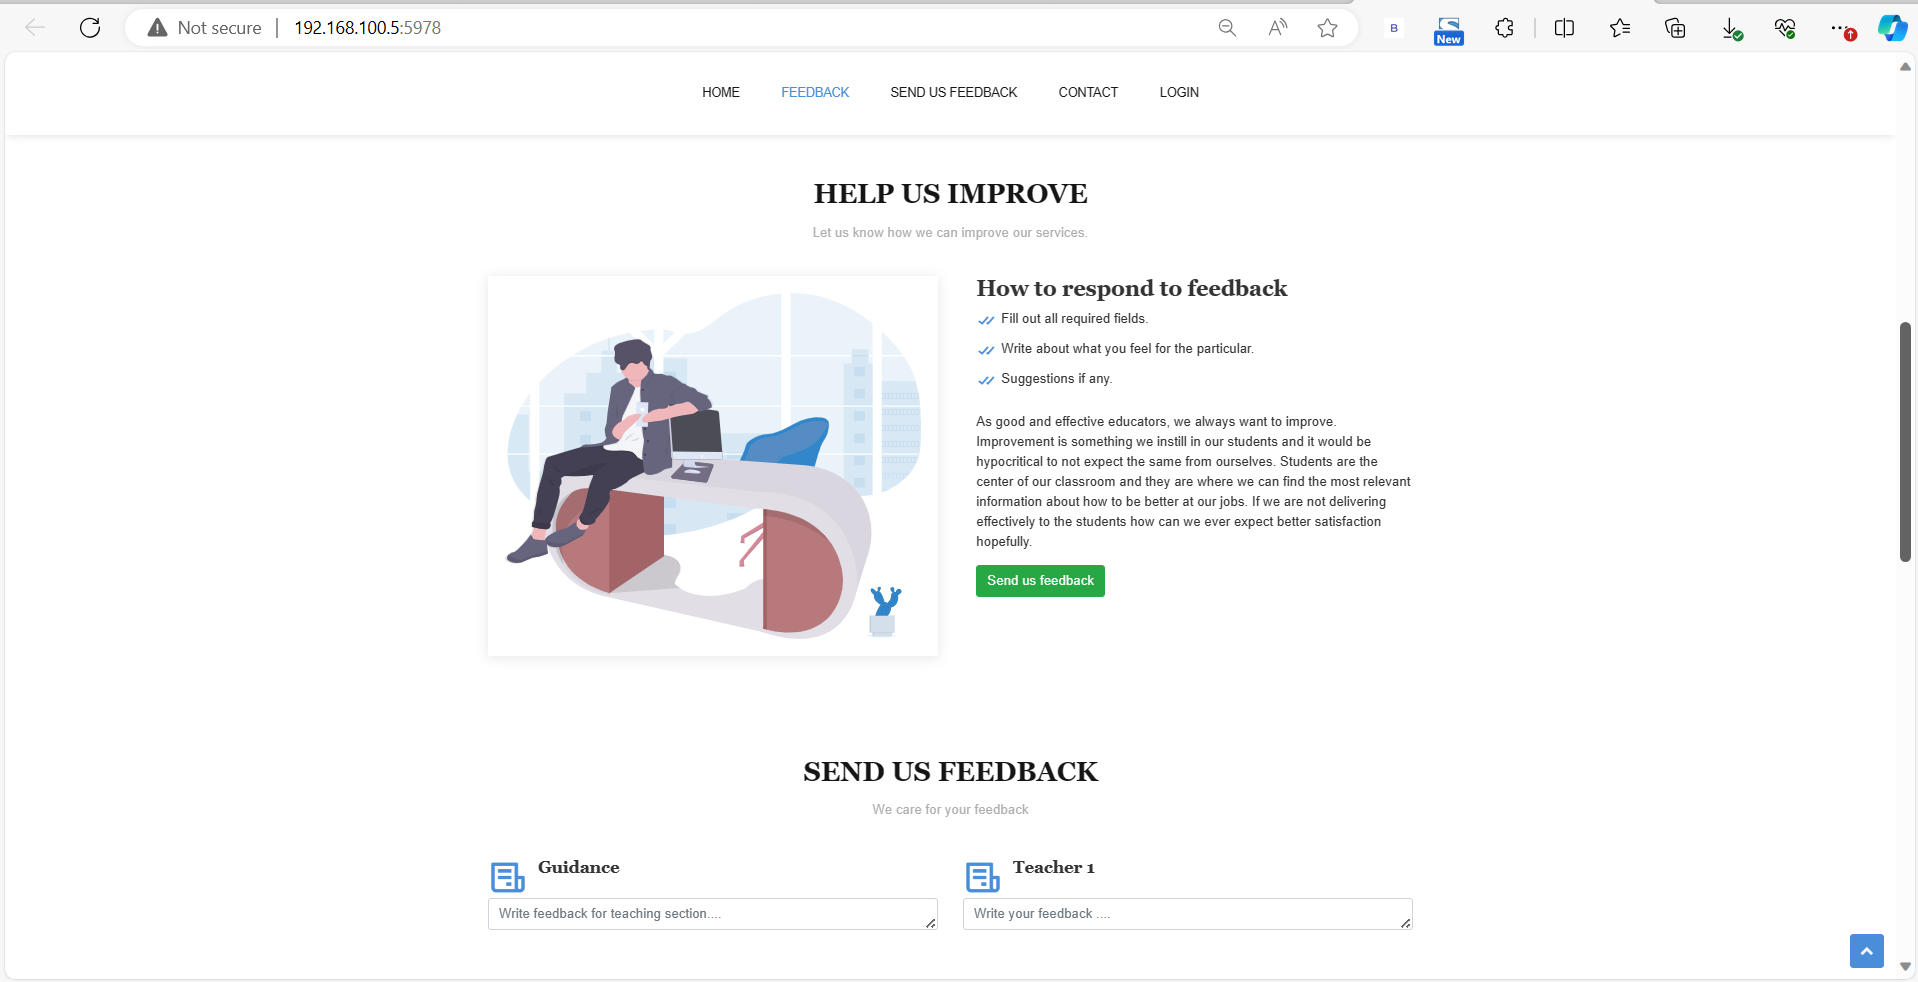 Not secure | 192.168.100.5:5978
B
New
HOME FEEDBACK SEND US FEEDBACK CONTACT LOGIN
HELP US IMPROVE
Let us know how we can improve our services.
How to respond to feedback
Fill out all required fields.
Write about what you feel for the particular.
Suggestions if any.
As good and effective educators, we always want to improve.
Improvement is something we instill in our students and it would be
hypocritical to not expect the same from ourselves. Students are the
center of our classroom and they are where we can find the most relevant
information about how to be better at our jobs. If we are not delivering
effectively to the students how can we ever expect better satisfaction
hopefully.
Send us feedback
SEND US FEEDBACK
We care for your feedback
Guidance
Write feedback for teaching section....
Teacher 1
Write your feedback ....